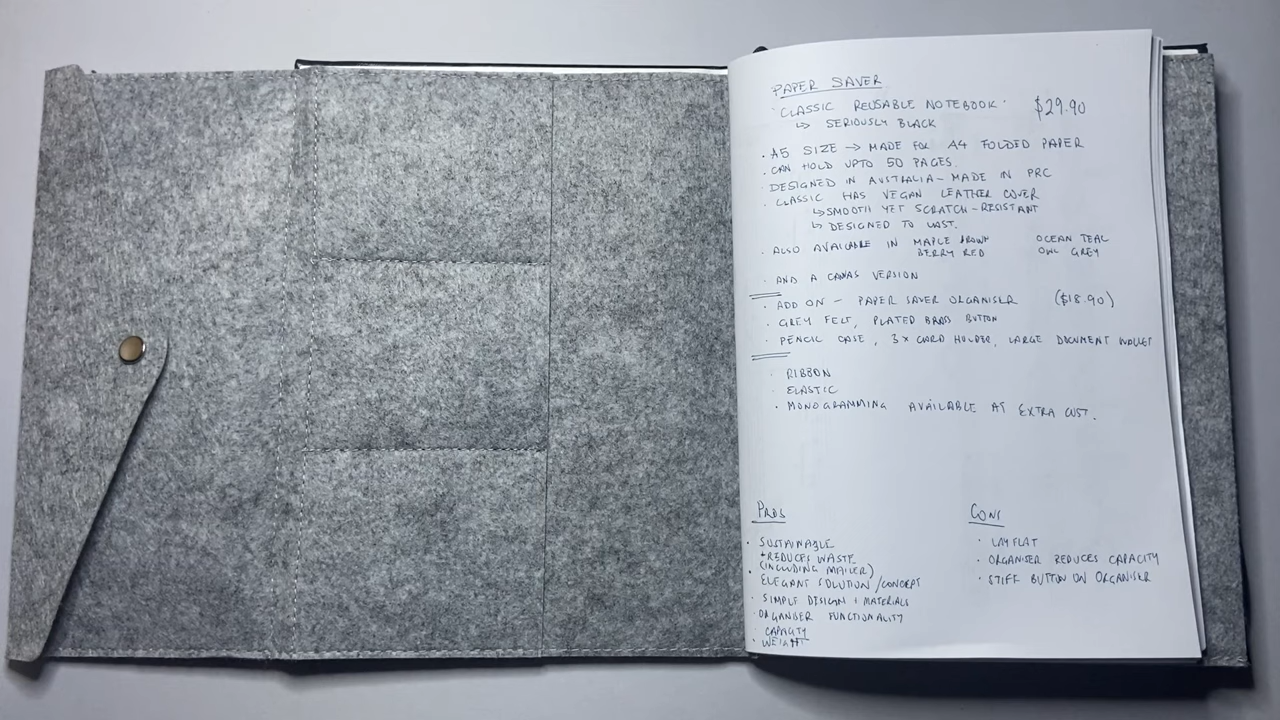 PAPER SAVER
· CLASSIC REUSABLE NOTEBOOK · $29.90
↳ SERIOUSLY BLACK
· A5 SIZE → MADE FOR A4 FOLDED PAPER
· CAN HOLD UPTO 50 PAGES.
· DESIGNED IN AUSTRALIA - MADE IN PRC
· CLASSIC HAS VEGAN LEATHER COVER
↳ SMOOTH YET SCRATCH-RESISTANT
↳ DESIGNED TO LAST.
· ALSO AVAILABLE IN MAPLE BROWN OCEAN TEAL
BERRY RED OWL GREY
· AND A CANVAS VERSION
· ADD ON - PAPER SAVER ORGANISER ($18.90)
· GREY FELT, PLATED BRASS BUTTON
· PENCIL CASE, 3 x CARD HOLDER, LARGE DOCUMENT WALLET
· RIBBON
· ELASTIC
· MONOGRAMMING AVAILABLE AT EXTRA COST.
PROS
· SUSTAINABLE
+ REDUCES WASTE
(INCLUDING MAILER)
· ELEGANT SOLUTION/CONCEPT
· SIMPLE DESIGN + MATERIALS
· ORGANISER FUNCTIONALITY
· CAPACITY
· WEIGHT
CONS
· LAY FLAT
· ORGANISER REDUCES CAPACITY
· STIFF BUTTON ON ORGANISER